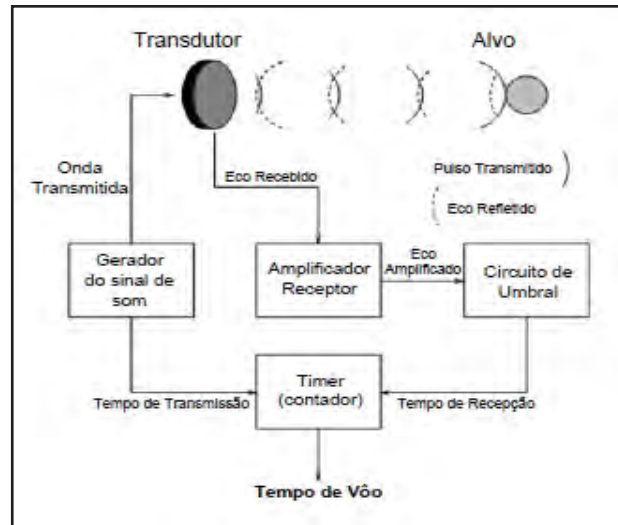 Transdutor
Alvo
Onda
Transmitida
Eco Recebido
Pulso Transmitido
Eco Refletido
Gerador
do sinal de
som
Amplificador
Receptor
Eco
Amplificado
Circuito de
Umbral
Timer
(contador)
Tempo de Transmissão
Tempo de Recepção
Tempo de Vôo